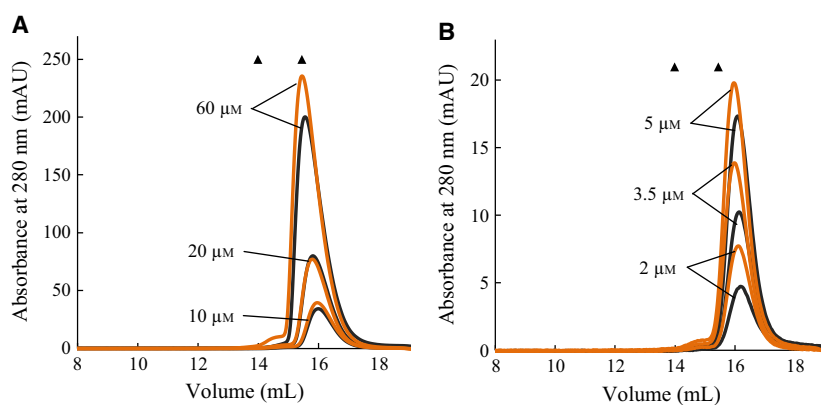 A
Absorbance at 280 nm (mAU)
250
200
150
100
50
0
60 μM
20 μM
10 μM
8 10 12 14 16 18
Volume (mL)
B
Absorbance at 280 nm (mAU)
20
15
10
5
0
5 μM
3.5 μM
2 μM
8 10 12 14 16 18
Volume (mL)